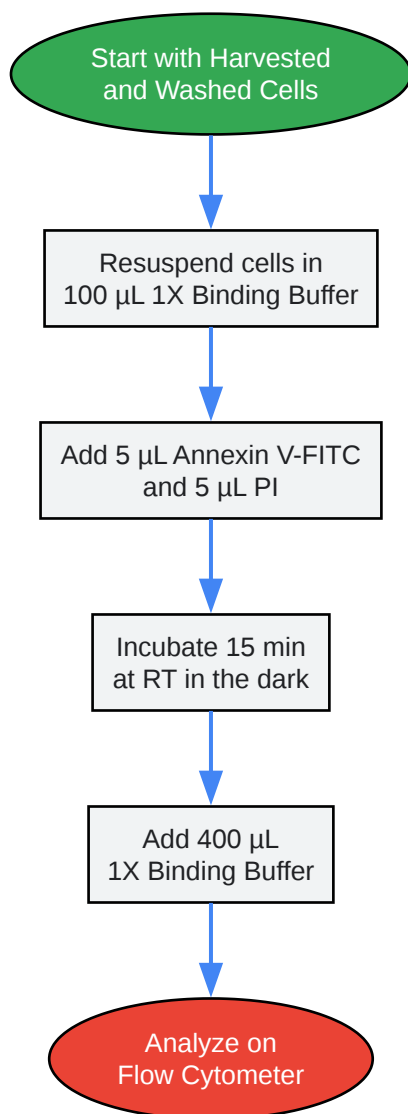 Start with Harvested
and Washed Cells
Resuspend cells in
100 µL 1X Binding Buffer
Add 5 µL Annexin V-FITC
and 5 µL PI
Incubate 15 min
at RT in the dark
Add 400 µL
1X Binding Buffer
Analyze on
Flow Cytometer